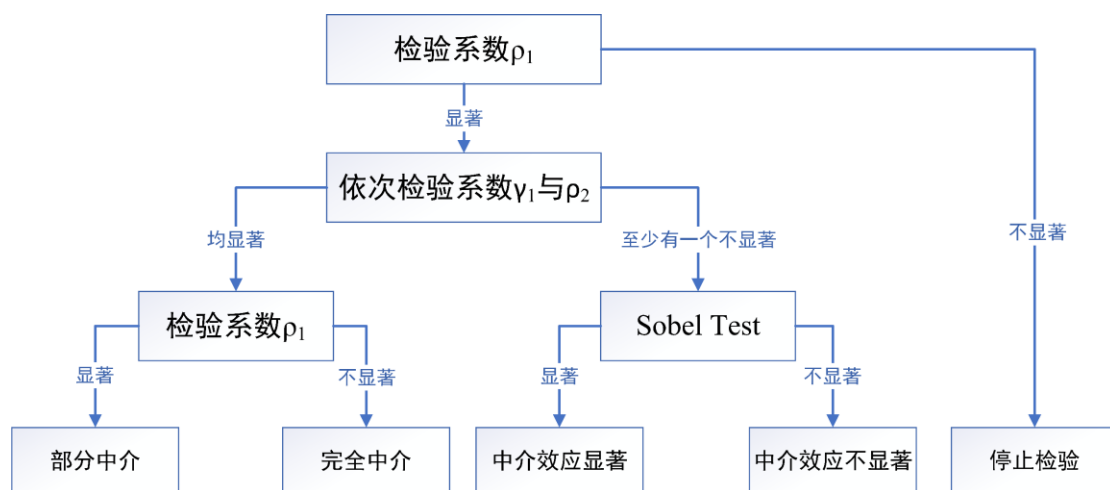 检验系数ρ₁
显著
依次检验系数γ₁与ρ₂
均显著
至少有一个不显著
不显著
检验系数ρ₁
Sobel Test
显著
不显著
显著
不显著
部分中介
完全中介
中介效应显著
中介效应不显著
停止检验